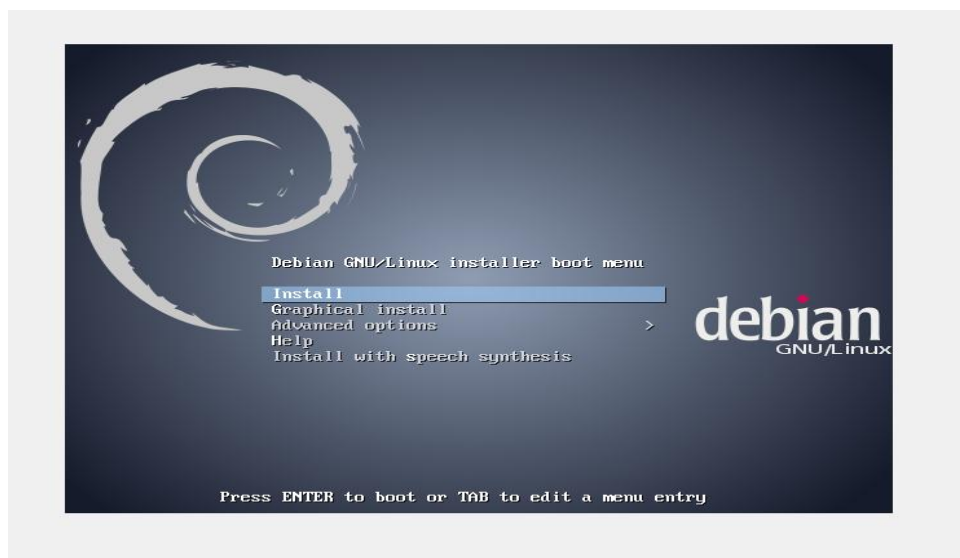 Debian GNU/Linux installer boot menu
Install
Graphical install
Advanced options >
Help
Install with speech synthesis
debian
GNU/Linux
Press ENTER to boot or TAB to edit a menu entry